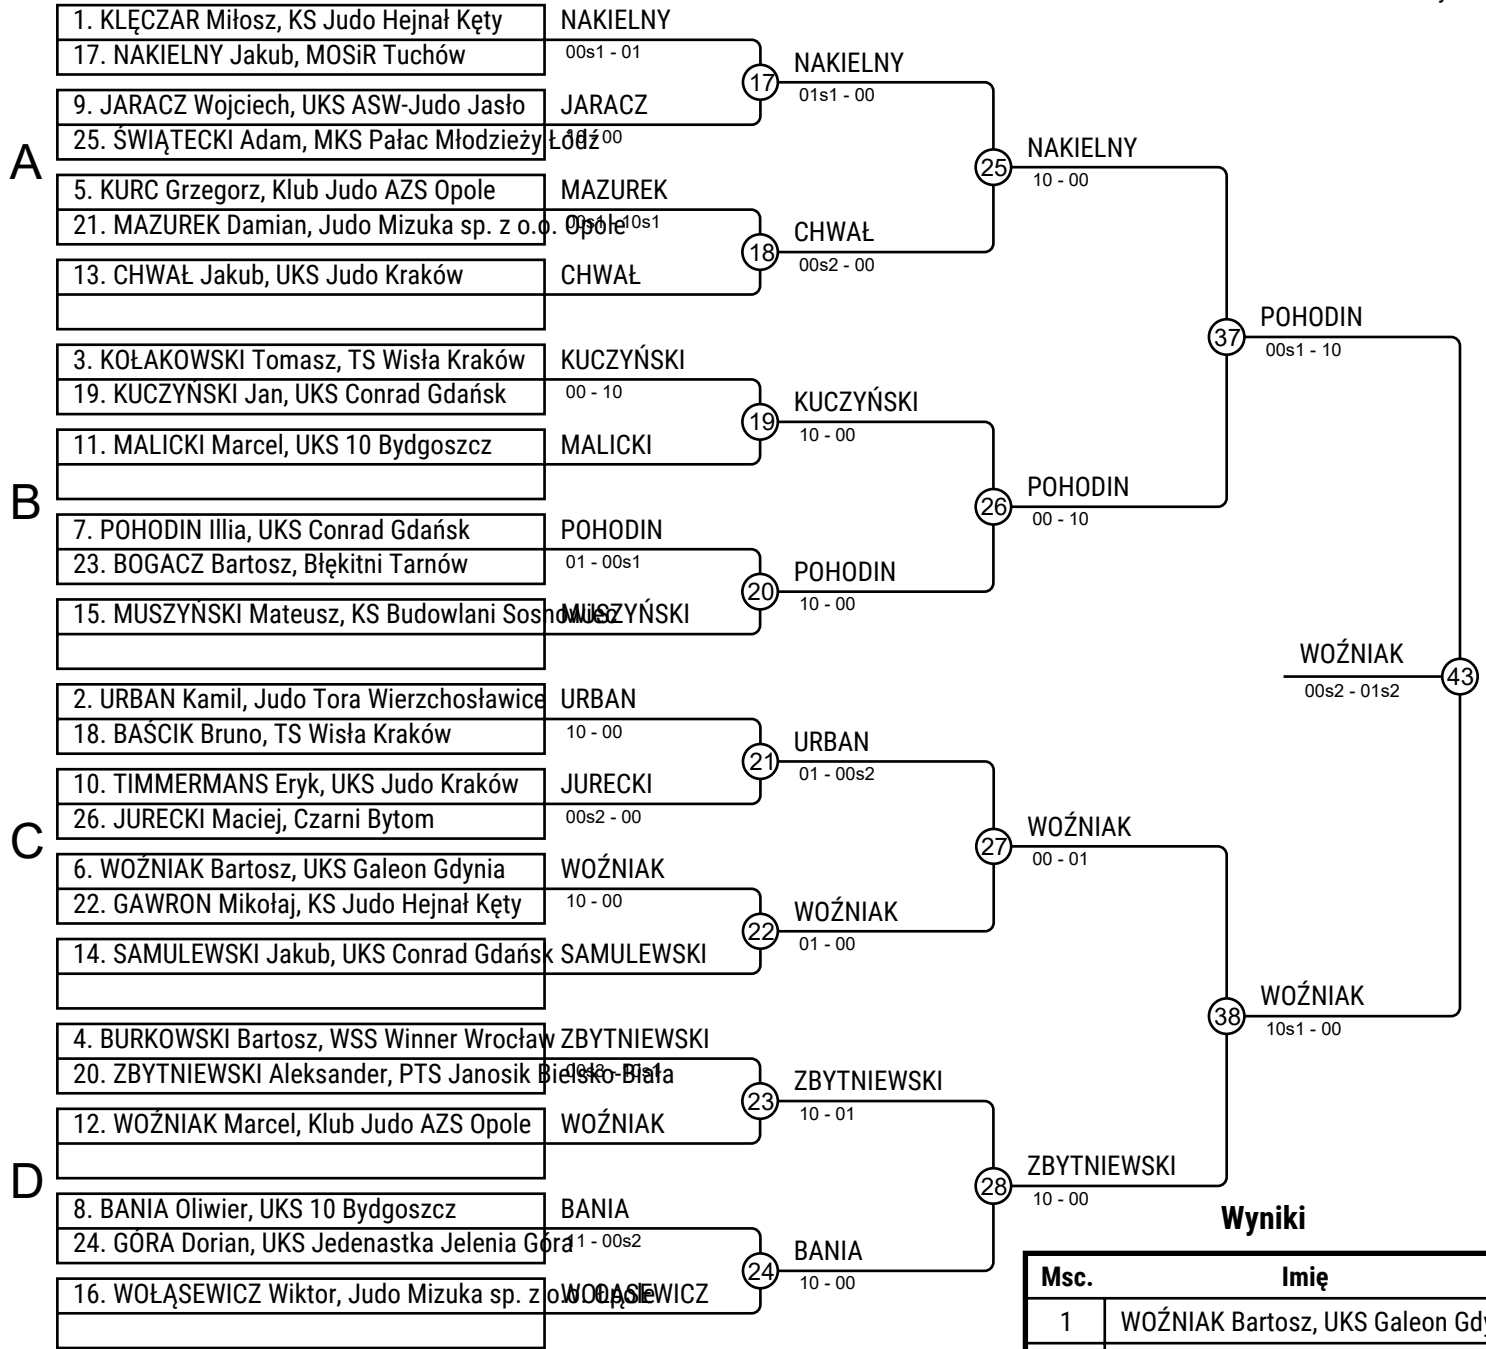 1. KLĘCZAR Miłosz, KS Judo Hejnał Kęty
17. NAKIELNY Jakub, MOSiR Tuchów
NAKIELNY
00s1 - 01
9. JARACZ Wojciech, UKS ASW-Judo Jasło
25. ŚWIĄTECKI Adam, MKS Pałac Młodzieży Łódź
JARACZ
00
17
NAKIELNY
01s1 - 00
A
5. KURC Grzegorz, Klub Judo AZS Opole
21. MAZUREK Damian, Judo Mizuka sp. z o.o. Opole
MAZUREK
00s1 - 10s1
13. CHWAŁ Jakub, UKS Judo Kraków
CHWAŁ
18
CHWAŁ
00s2 - 00
25
NAKIELNY
10 - 00
3. KOŁAKOWSKI Tomasz, TS Wisła Kraków
19. KUCZYŃSKI Jan, UKS Conrad Gdańsk
KUCZYŃSKI
00 - 10
11. MALICKI Marcel, UKS 10 Bydgoszcz
MALICKI
19
KUCZYŃSKI
10 - 00
B
7. POHODIN Illia, UKS Conrad Gdańsk
23. BOGACZ Bartosz, Błękitni Tarnów
POHODIN
01 - 00s1
15. MUSZYŃSKI Mateusz, KS Budowlani Sosnowiec
MUSZYŃSKI
20
POHODIN
10 - 00
26
POHODIN
00 - 10
37
POHODIN
00s1 - 10
2. URBAN Kamil, Judo Tora Wierzchosławice
18. BAŚCIK Bruno, TS Wisła Kraków
URBAN
10 - 00
10. TIMMERMANS Eryk, UKS Judo Kraków
26. JURECKI Maciej, Czarni Bytom
JURECKI
00s2 - 00
21
URBAN
01 - 00s2
C
6. WOŹNIAK Bartosz, UKS Galeon Gdynia
22. GAWRON Mikołaj, KS Judo Hejnał Kęty
WOŹNIAK
10 - 00
14. SAMULEWSKI Jakub, UKS Conrad Gdańsk
SAMULEWSKI
22
WOŹNIAK
01 - 00
27
WOŹNIAK
00 - 01
4. BURKOWSKI Bartosz, WSS Winner Wrocław
20. ZBYTNIEWSKI Aleksander, PTS Janosik Bielsko-Biała
ZBYTNIEWSKI
12. WOŹNIAK Marcel, Klub Judo AZS Opole
WOŹNIAK
23
ZBYTNIEWSKI
10 - 01
D
8. BANIA Oliwier, UKS 10 Bydgoszcz
24. GÓRA Dorian, UKS Jedenastka Jelenia Góra
BANIA
11 - 00s2
16. WOŁĄSEWICZ Wiktor, Judo Mizuka sp. z o.o. Opole
WOŁĄSEWICZ
24
BANIA
10 - 00
28
ZBYTNIEWSKI
10 - 00
38
WOŹNIAK
10s1 - 00
WOŹNIAK
00s2 - 01s2
43
Wyniki
Msc. Imię
1 WOŹNIAK Bartosz, UKS Galeon Gdy